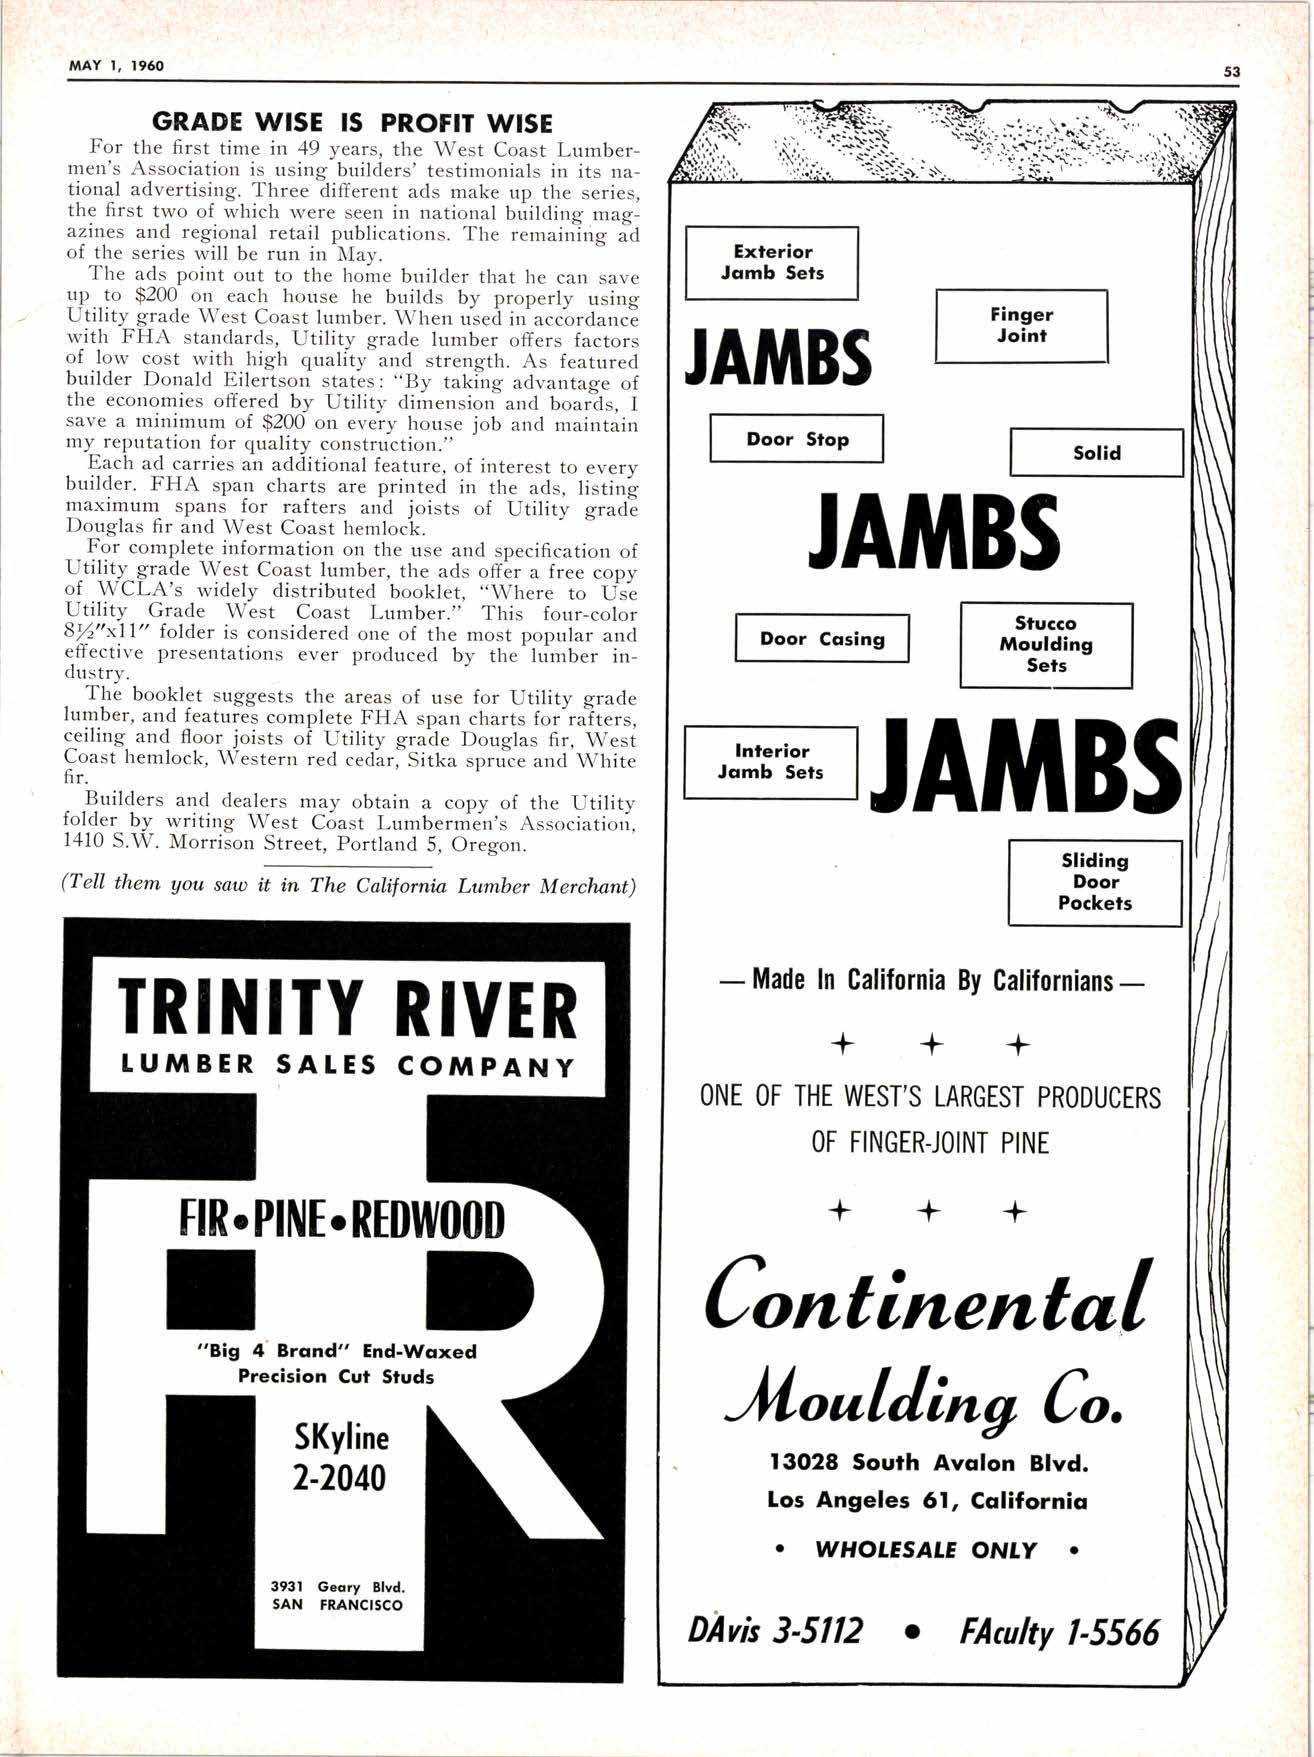 MAY 1, 1960
53
GRADE WISE IS PROFIT WISE
For the first time in 49 years, the West Coast Lumber-
men's Association is using builders' testimonials in its na-
tional advertising. Three different ads make up the series,
the first two of which were seen in national building mag-
azines and regional retail publications. The remaining ad
of the series will be run in May.
The ads point out to the home builder that he can save
up to $200 on each house he builds by properly using
Utility grade West Coast lumber. When used in accordance
with FHA standards, Utility grade lumber offers factors
of low cost with high quality and strength. As featured
builder Donald Eilertson states: "By taking advantage of
the economies offered by Utility dimension and boards, I
save a minimum of $200 on every house job and maintain
my reputation for quality construction."
Each ad carries an additional feature, of interest to every
builder. FHA span charts are printed in the ads, listing
maximum spans for rafters and joists of Utility grade
Douglas fir and West Coast hemlock.
For complete information on the use and specification of
Utility grade West Coast lumber, the ads offer a free copy
of WCLA's widely distributed booklet, "Where to Use
Utility Grade West Coast Lumber." This four-color
8½"x11" folder is considered one of the most popular and
effective presentations ever produced by the lumber in-
dustry.
The booklet suggests the areas of use for Utility grade
lumber, and features complete FHA span charts for rafters,
ceiling and floor joists of Utility grade Douglas fir, West
Coast hemlock, Western red cedar, Sitka spruce and White
fir.
Builders and dealers may obtain a copy of the Utility
folder by writing West Coast Lumbermen's Association,
1410 S.W. Morrison Street, Portland 5, Oregon.
(Tell them you saw it in The California Lumber Merchant)
TRINITY RIVER
LUMBER SALES COMPANY
TR
FIR•PINE•REDWOOD
"Big 4 Brand" End-Waxed
Precision Cut Studs
SKyline
2-2040
3931 Geary Blvd.
SAN FRANCISCO
Exterior
Jamb Sets
Finger
Joint
JAMBS
Door Stop
Solid
JAMBS
Door Casing
Stucco
Moulding
Sets
Interior
Jamb Sets
JAMBS
Sliding
Door
Pockets
— Made In California By Californians —
ONE OF THE WEST'S LARGEST PRODUCERS
OF FINGER-JOINT PINE
Continental
Moulding Co.
13028 South Avalon Blvd.
Los Angeles 61, California
• WHOLESALE ONLY •
DAvis 3-5112 • FAculty 1-5566